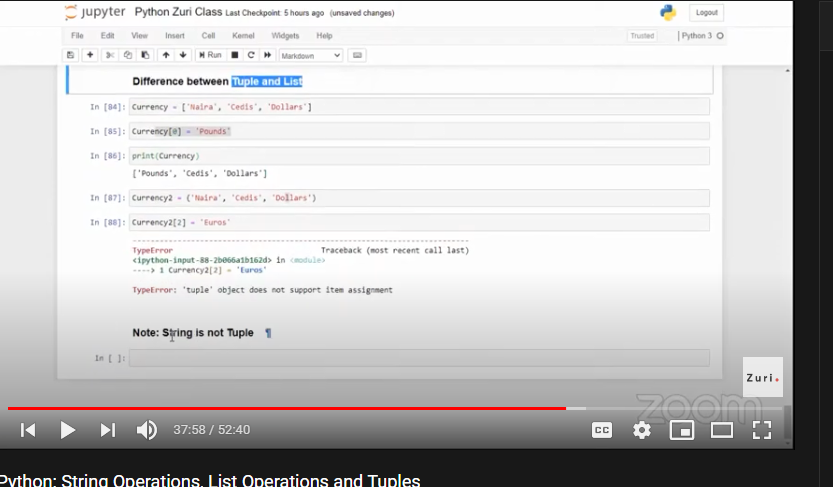 jupyter Python Zuri Class Last Checkpoint: 5 hours ago (unsaved changes)
Logout
File Edit View Insert Cell Kernel Widgets Help
Trusted
Python 3
Run
Markdown
Difference between Tuple and List
In [84]: Currency = ['Naira', 'Cedis', 'Dollars']
In [85]: Currency[0] = 'Pounds'
In [86]: print(Currency)
['Pounds', 'Cedis', 'Dollars']
In [87]: Currency2 = ('Naira', 'Cedis', 'Dollars')
In [88]: Currency2[2] = 'Euros'
---------------------------------------------------------------------------
TypeError Traceback (most recent call last)
<ipython-input-88-2b066a1b162d> in <module>
----> 1 Currency2[2] = 'Euros'
TypeError: 'tuple' object does not support item assignment
Note: String is not Tuple ¶
In [ ]:
Zuri.
zoom
37:58 / 52:40
CC
Python: String Operations, List Operations and Tuples